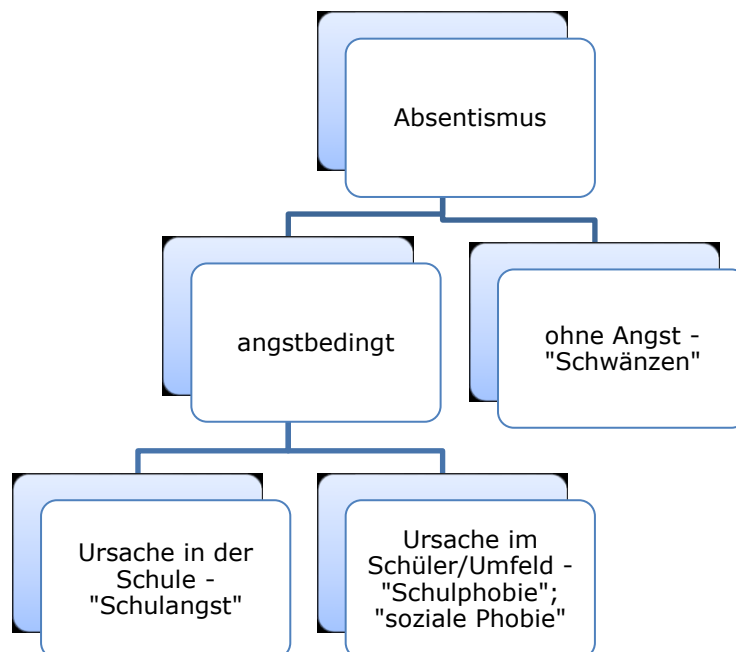 Absentismus
angstbedingt
ohne Angst -
"Schwänzen"
Ursache in der
Schule -
"Schulangst"
Ursache im
Schüler/Umfeld -
"Schulphobie";
"soziale Phobie"